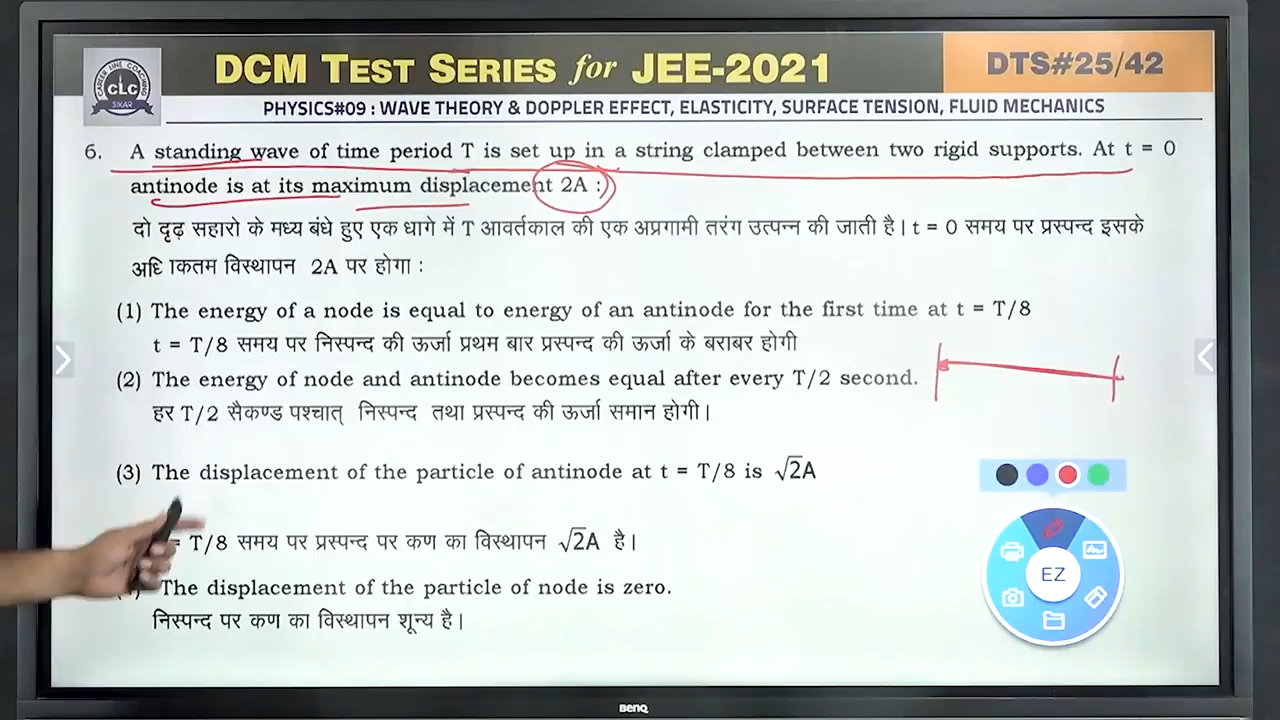 CAREER LINE COACHING
CLC
SIKAR
DCM TEST SERIES for JEE-2021
DTS#25/42
PHYSICS#09 : WAVE THEORY & DOPPLER EFFECT, ELASTICITY, SURFACE TENSION, FLUID MECHANICS
6. A standing wave of time period T is set up in a string clamped between two rigid supports. At t = 0
antinode is at its maximum displacement 2A :
दो दृढ़ सहारो के मध्य बंधे हुए एक धागे में T आवर्तकाल की एक अप्रगामी तरंग उत्पन्न की जाती है। t = 0 समय पर प्रस्पन्द इसके
अधिाकतम विस्थापन 2A पर होगा :
(1) The energy of a node is equal to energy of an antinode for the first time at t = T/8
t = T/8 समय पर निस्पन्द की ऊर्जा प्रथम बार प्रस्पन्द की ऊर्जा के बराबर होगी
(2) The energy of node and antinode becomes equal after every T/2 second.
हर T/2 सैकण्ड पश्चात् निस्पन्द तथा प्रस्पन्द की ऊर्जा समान होगी।
(3) The displacement of the particle of antinode at t = T/8 is √2A
= T/8 समय पर प्रस्पन्द पर कण का विस्थापन √2A है।
The displacement of the particle of node is zero.
निस्पन्द पर कण का विस्थापन शून्य है।
EZ
BenQ